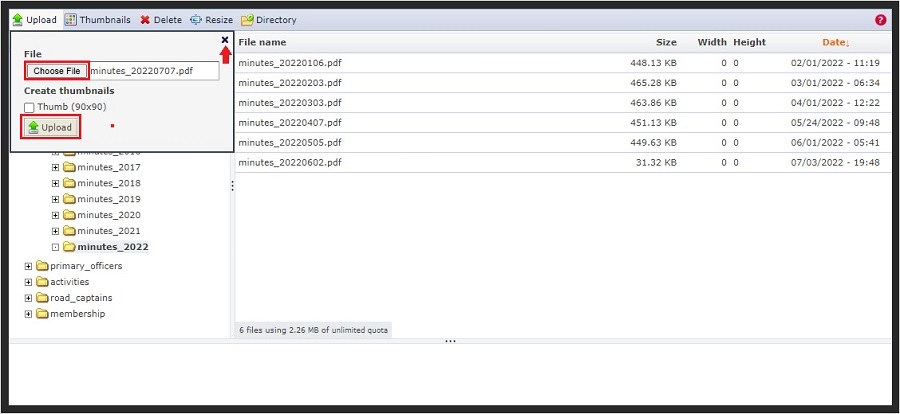 Upload Thumbnails Delete Resize Directory
File
Choose File minutes_20220707.pdf
Create thumbnails
Thumb (90x90)
Upload
minutes_2017
minutes_2018
minutes_2019
minutes_2020
minutes_2021
minutes_2022
primary_officers
activities
road_captains
membership
File name Size Width Height Date↓
minutes_20220106.pdf 448.13 KB 0 0 02/01/2022 - 11:19
minutes_20220203.pdf 465.28 KB 0 0 03/01/2022 - 06:34
minutes_20220303.pdf 463.86 KB 0 0 04/01/2022 - 12:22
minutes_20220407.pdf 451.13 KB 0 0 05/24/2022 - 09:48
minutes_20220505.pdf 449.63 KB 0 0 06/01/2022 - 05:41
minutes_20220602.pdf 31.32 KB 0 0 07/03/2022 - 19:48
6 files using 2.26 MB of unlimited quota